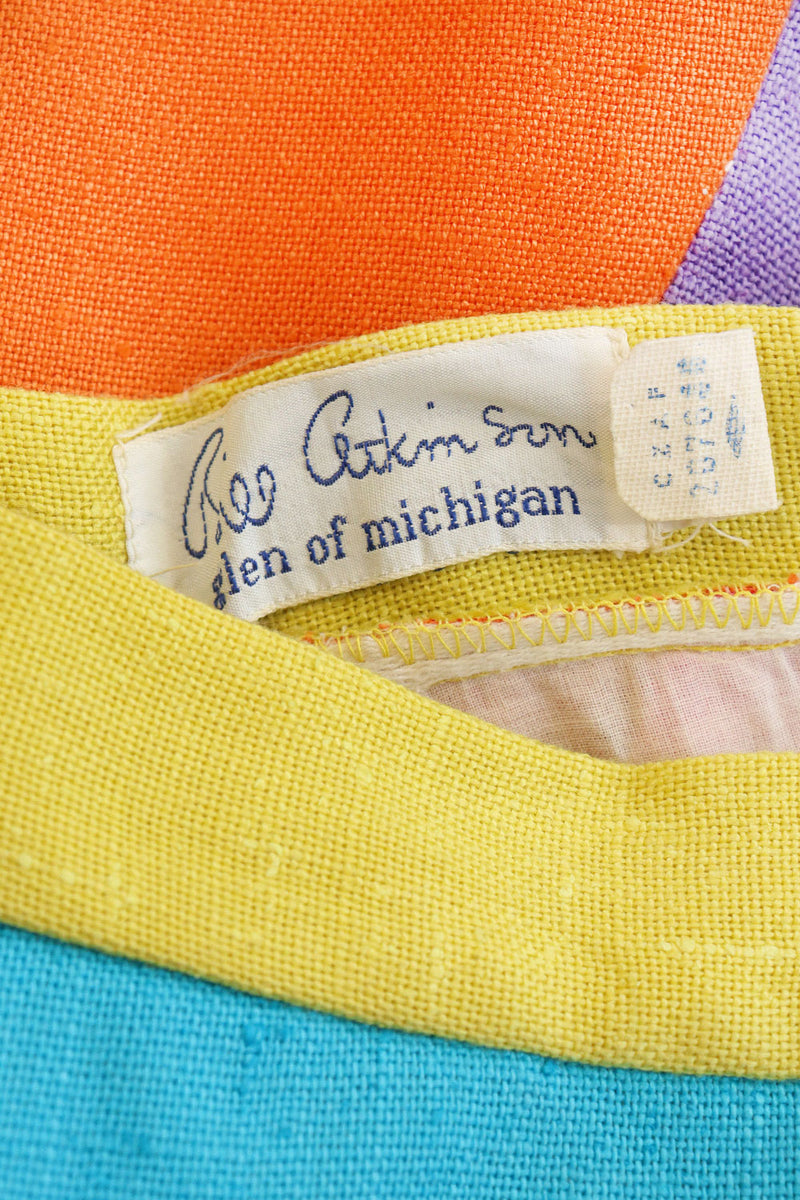 Bill Atkinson
glen of michigan